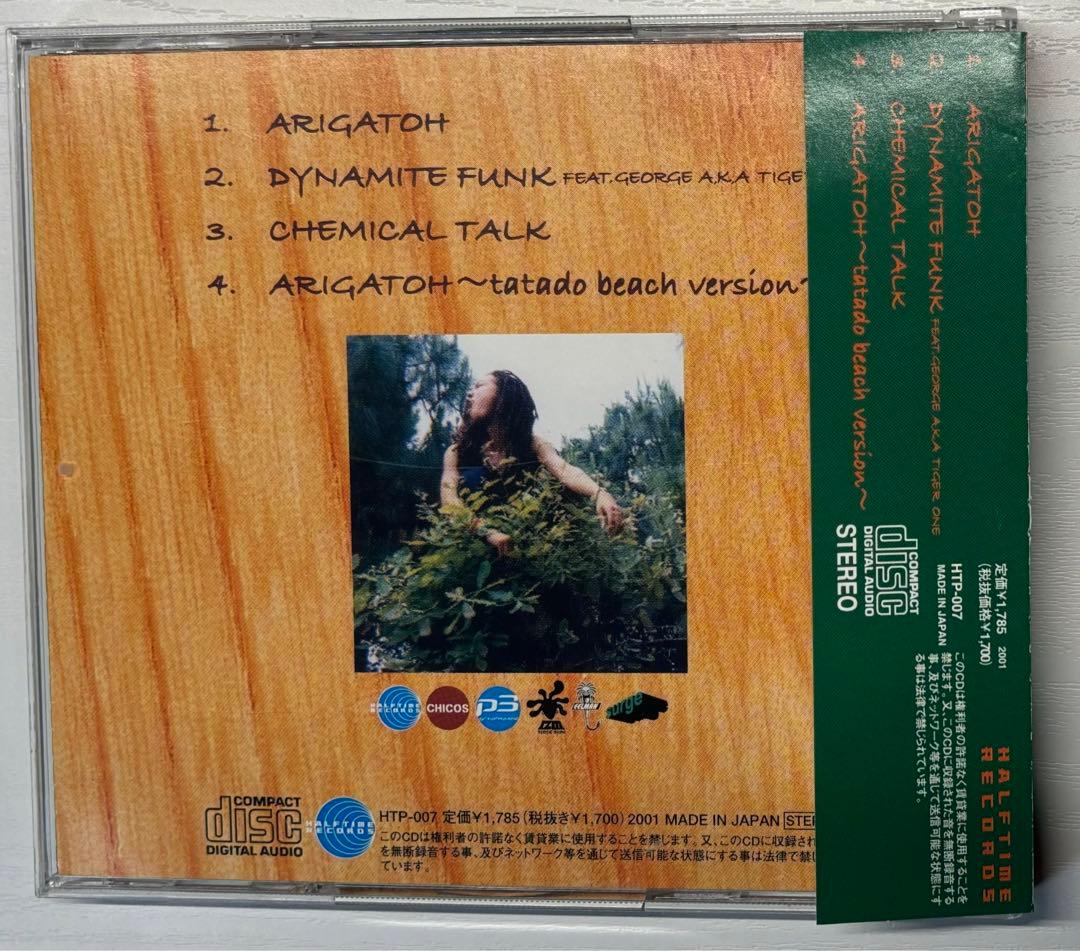 1. ARIGATOH
2. DYNAMITE FUNK FEAT.GEORGE A.K.A TIGE
3. CHEMICAL TALK
4. ARIGATOH～tatado beach version～
HALFTIME RECORDS
CHICOS
P3
FELMAN
surge
COMPACT
disc
DIGITAL AUDIO
HALFTIME
RECORDS
HTP-007 定価￥1,785（税抜き￥1,700）2001 MADE IN JAPAN STE
このCDは権利者の許諾なく賃貸業に使用することを禁じます。又、このCDに収録され
を無断録音する事、及びネットワーク等を通じて送信可能な状態にする事は法律で禁じ
ています。
1. ARIGATOH
2. DYNAMITE FUNK FEAT.GEORGE A.K.A TIGER ONE
3. CHEMICAL TALK
4. ARIGATOH～tatado beach version～
COMPACT
disc
DIGITAL AUDIO
STEREO
定価￥1,785 2001
（税抜価格￥1,700）
HTP-007
MADE IN JAPAN
このCDは権利者の許諾なく賃貸業に使用することを
禁じます。又、このCDに収録された音を無断録音する
事、及びネットワーク等を通じて送信可能な状態にす
る事は法律で禁じられています。
HALFTIME
RECORDS